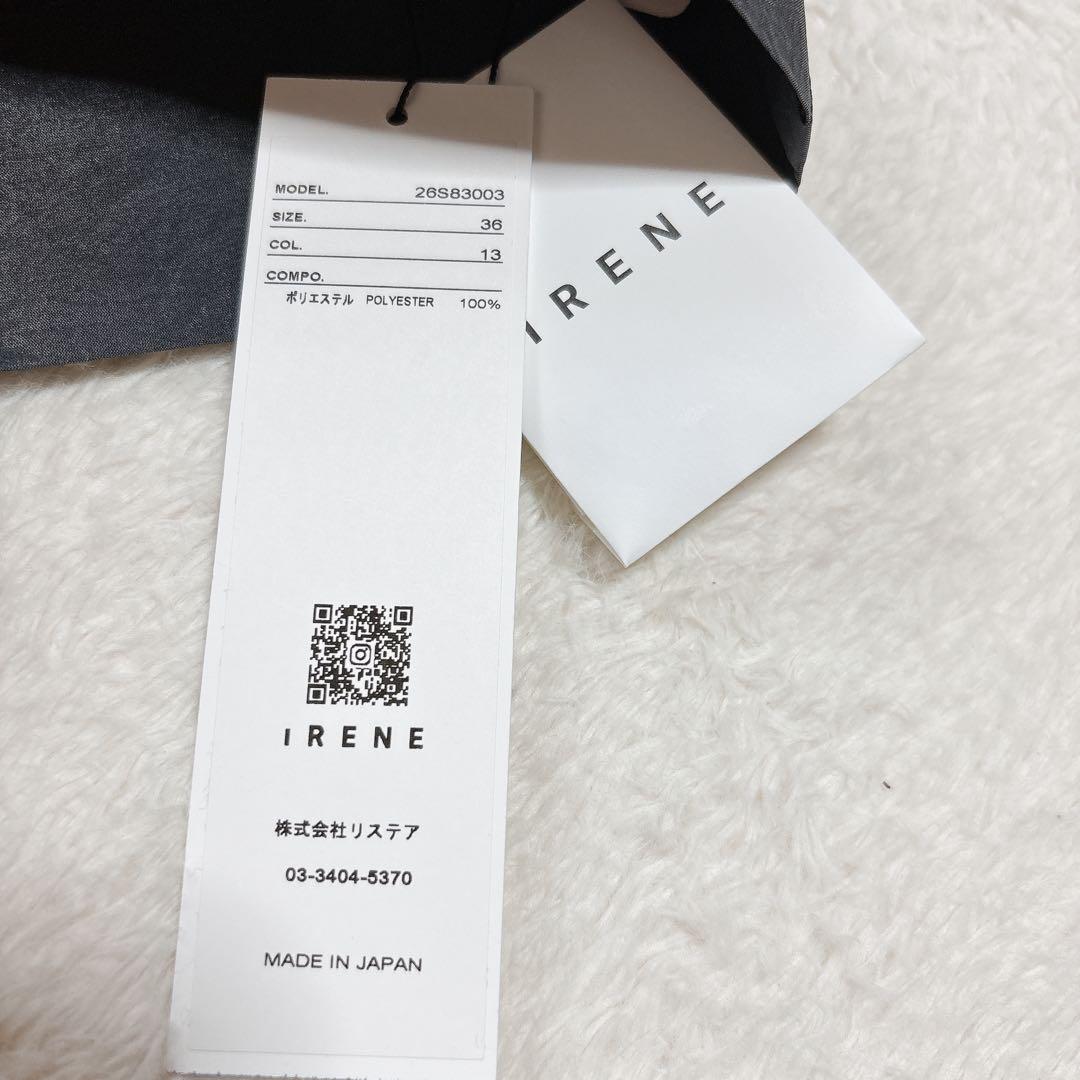 MODEL. 26S83003
SIZE. 36
COL. 13
COMPO.
ポリエステル POLYESTER 100%
IRENE
株式会社リステア
03-3404-5370
MADE IN JAPAN
IRENE